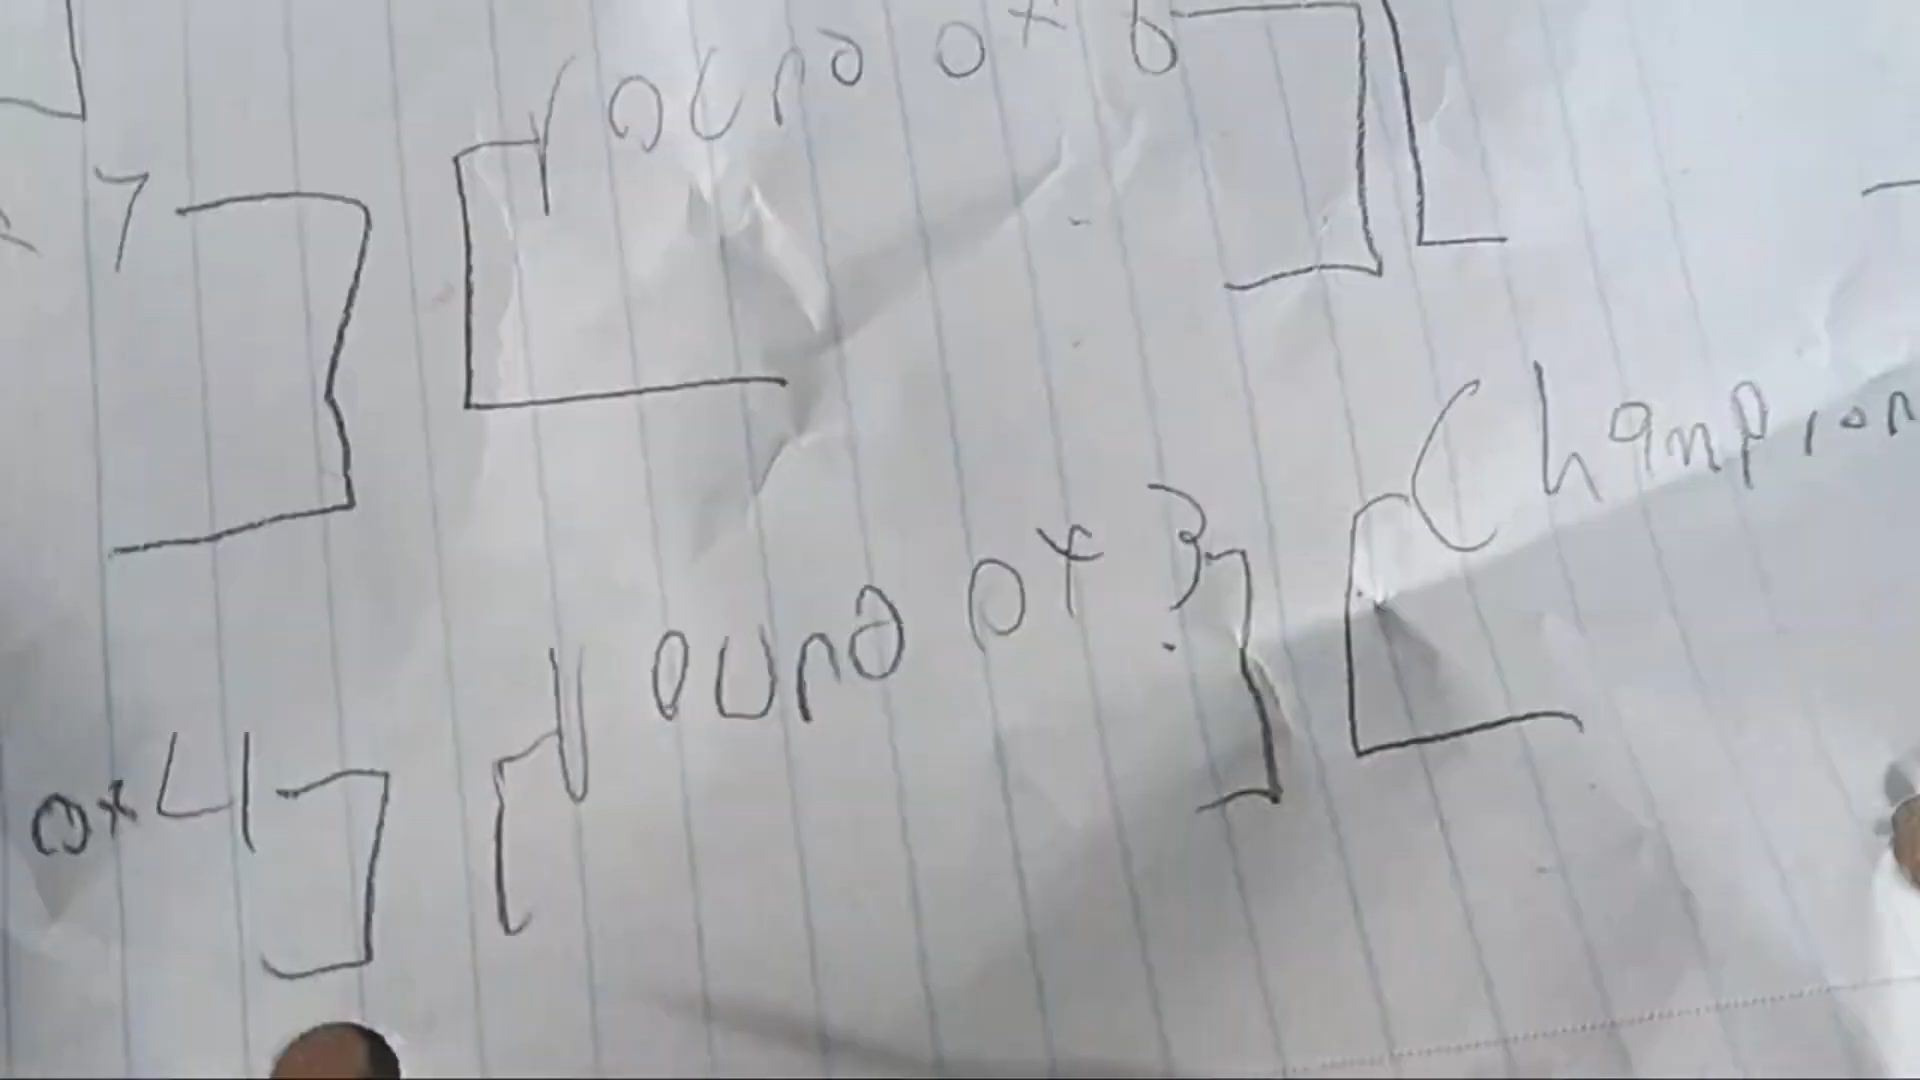 7
round of 6
round of 3
Champion
of 4